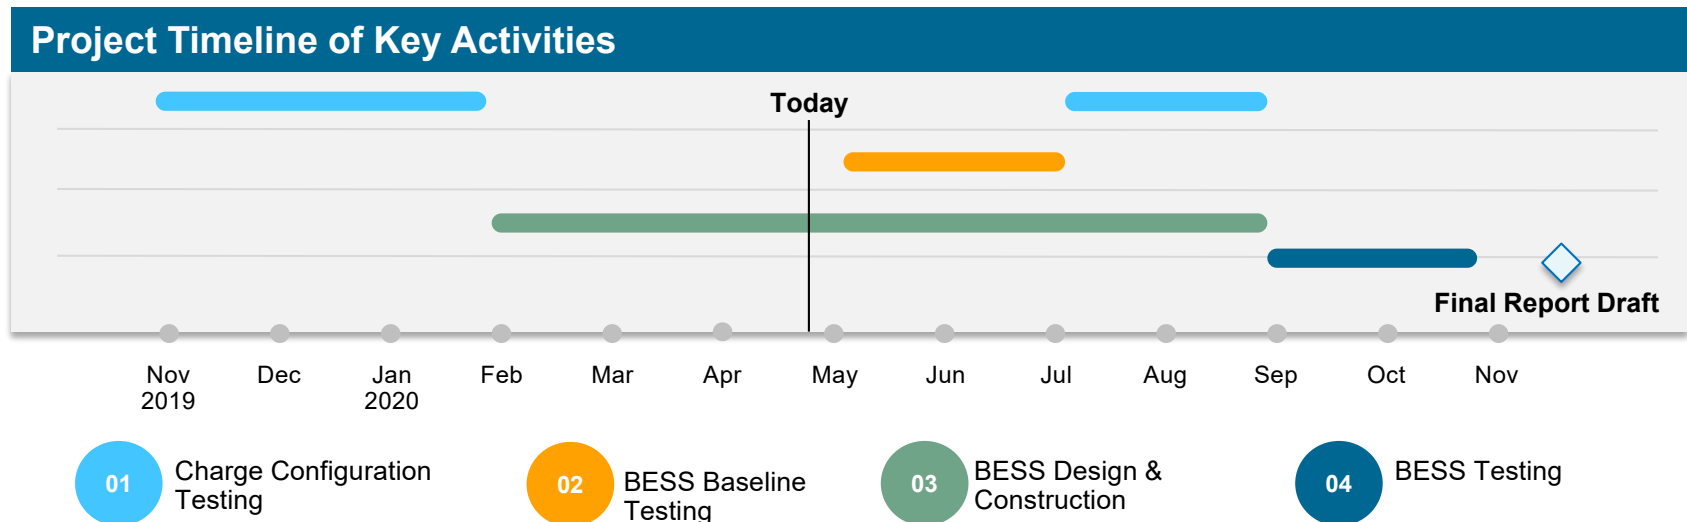 Project Timeline of Key Activities
Today
Final Report Draft
Nov
2019
Dec
Jan
2020
Feb
Mar
Apr
May
Jun
Jul
Aug
Sep
Oct
Nov
01
Charge Configuration
Testing
02
BESS Baseline
Testing
03
BESS Design &
Construction
04
BESS Testing